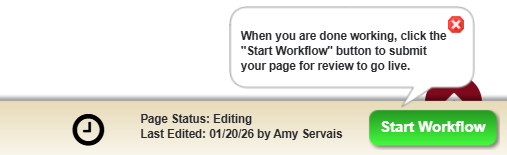 When you are done working, click the
"Start Workflow" button to submit
your page for review to go live.
Page Status: Editing
Last Edited: 01/20/26 by Amy Servais
Start Workflow